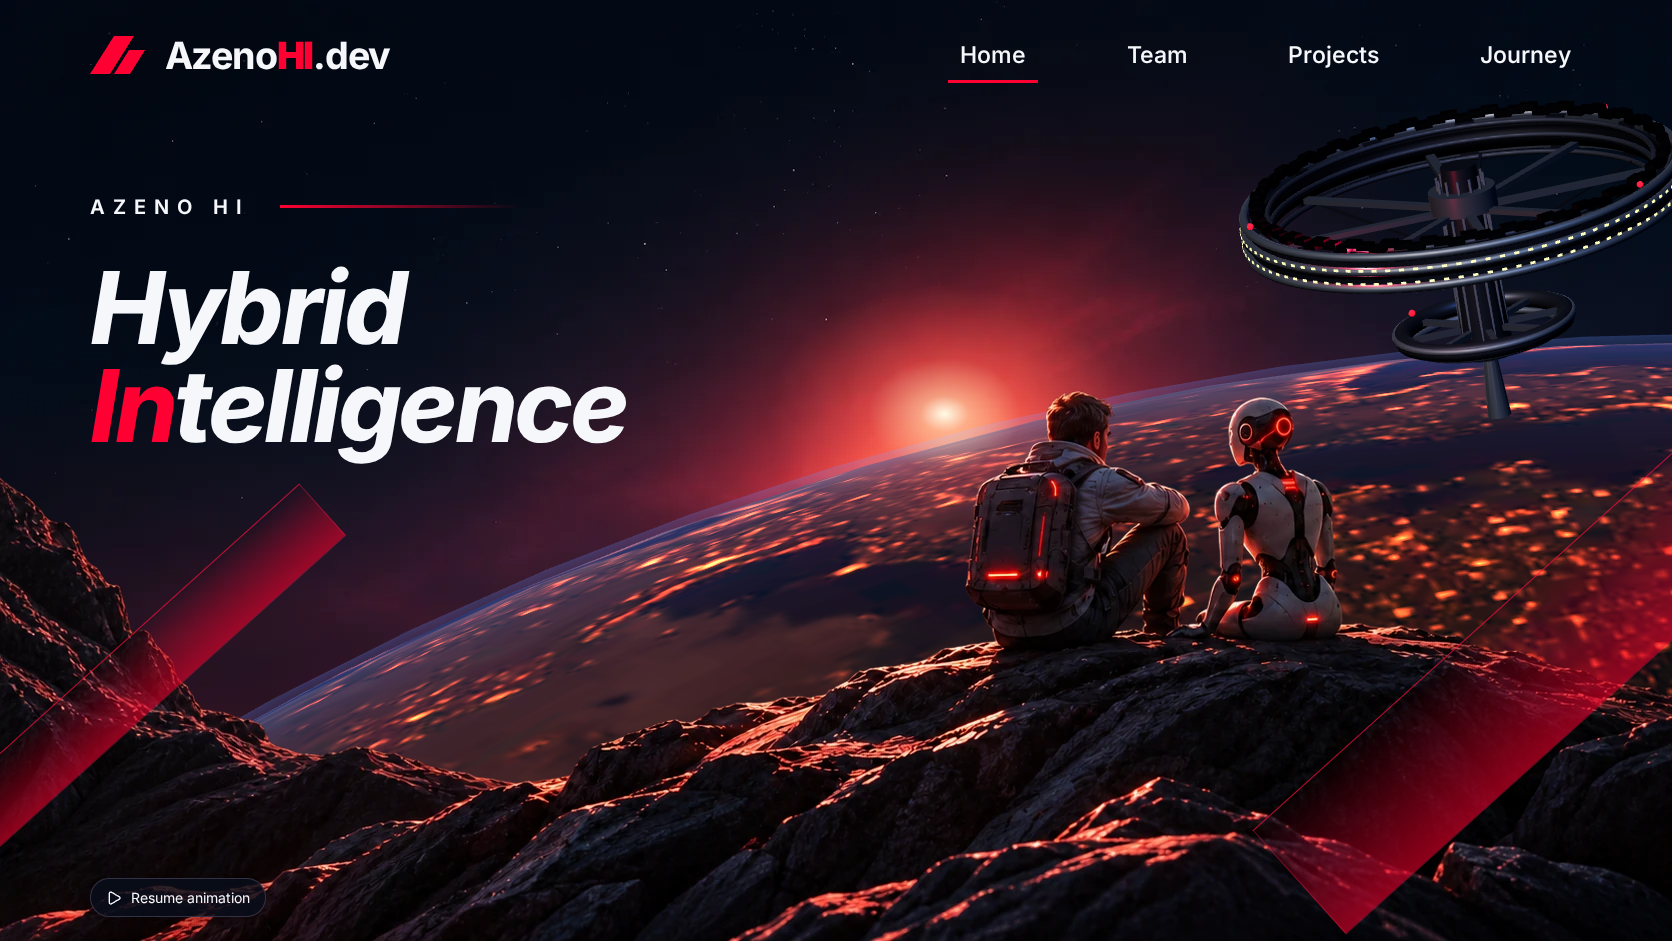 AzenoHI.dev
Home Team Projects Journey
AZENO HI
Hybrid
Intelligence
Resume animation